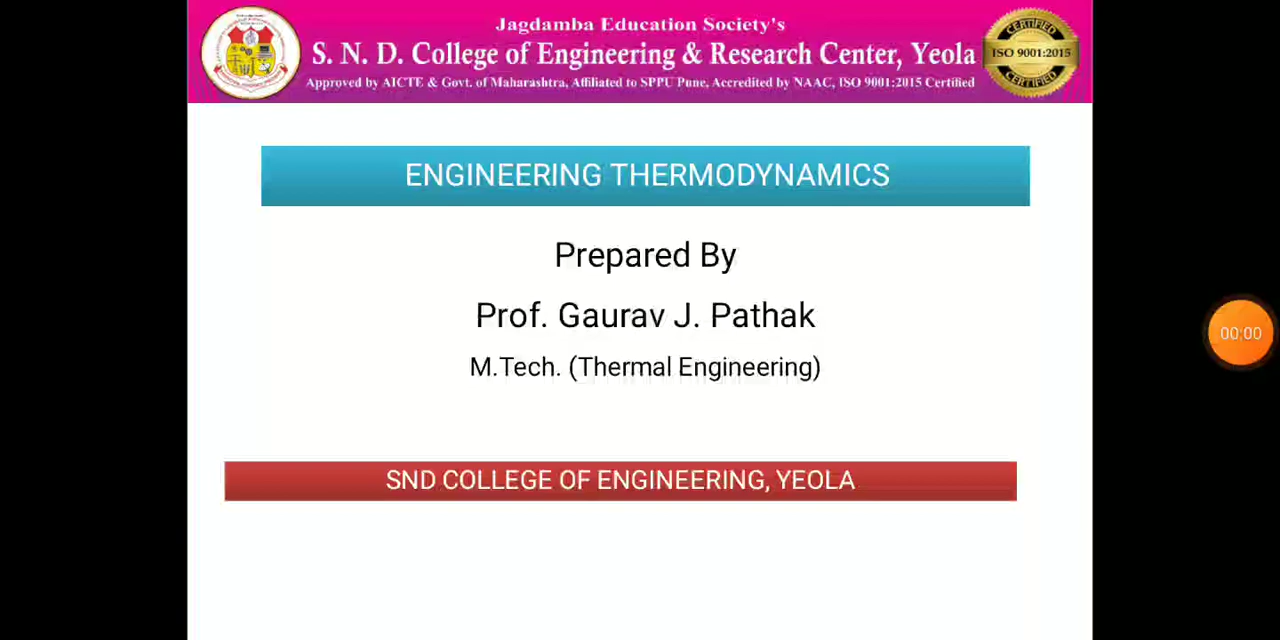 Jagdamba Education Society's
S. N. D. College of Engineering & Research Center, Yeola
Approved by AICTE & Govt. of Maharashtra, Affiliated to SPPU Pune, Accredited by NAAC, ISO 9001:2015 Certified
CERTIFIED
ISO 9001:2015
CERTIFIED
ENGINEERING THERMODYNAMICS
Prepared By
Prof. Gaurav J. Pathak
M.Tech. (Thermal Engineering)
00:00
SND COLLEGE OF ENGINEERING, YEOLA